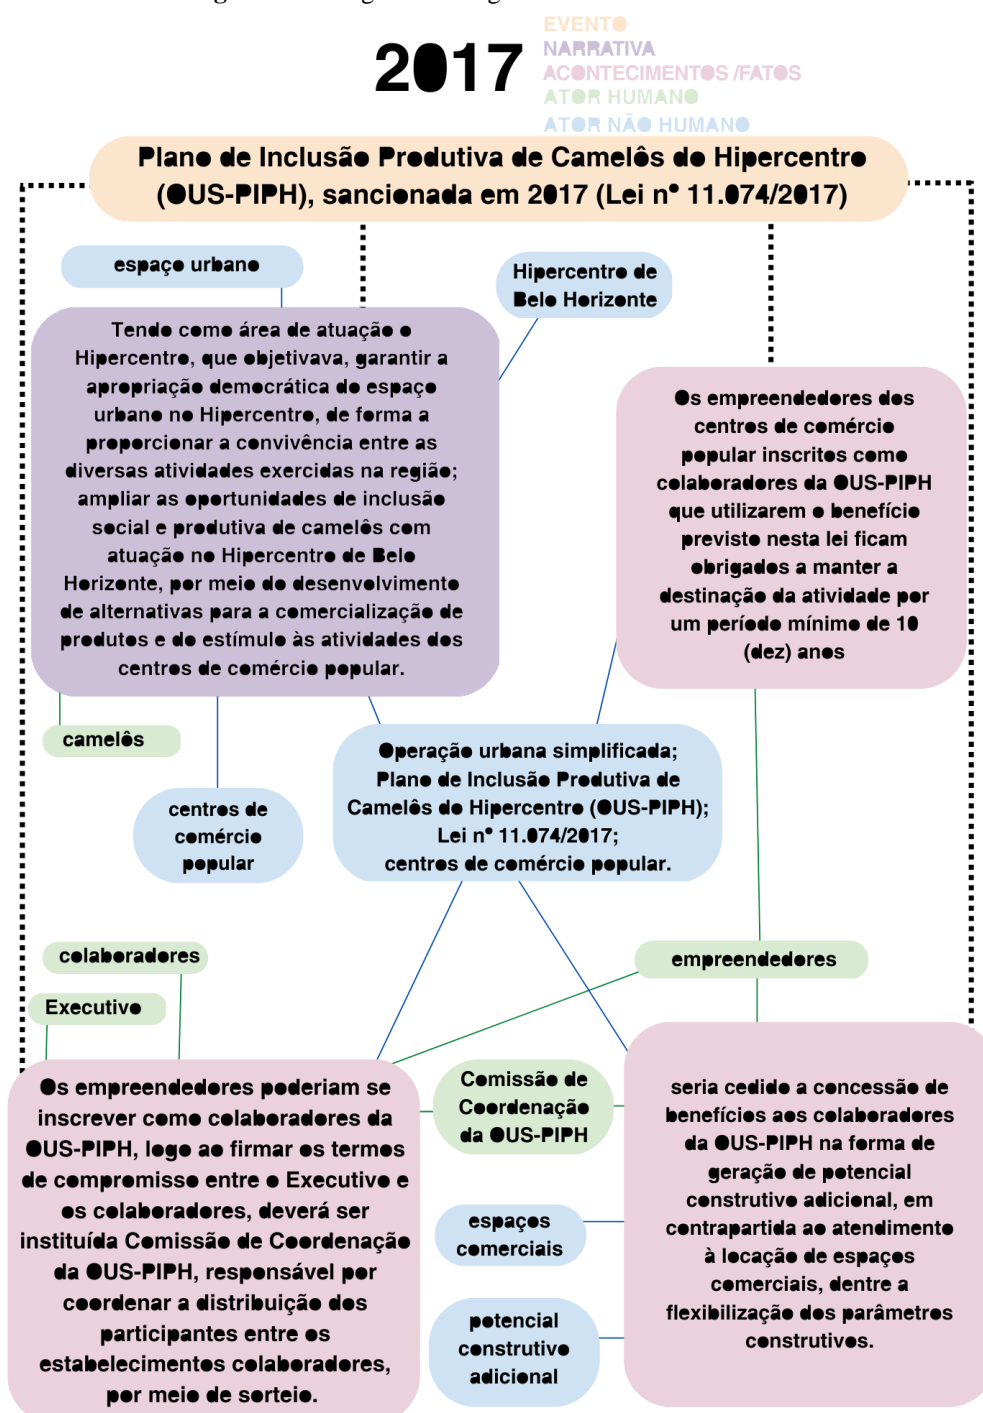 2017
EVENTO
NARRATIVA
ACONTECIMENTOS /FATOS
ATOR HUMANO
ATOR NÃO HUMANO
Plano de Inclusão Produtiva de Camelôs do Hipercentro
(OUS-PIPH), sancionada em 2017 (Lei n° 11.074/2017)
espaço urbano
Hipercentro de
Belo Horizonte
Tendo como área de atuação o
Hipercentro, que objetivava, garantir a
apropriação democrática do espaço
urbano no Hipercentro, de forma a
proporcionar a convivência entre as
diversas atividades exercidas na região;
ampliar as oportunidades de inclusão
social e produtiva de camelôs com
atuação no Hipercentro de Belo
Horizonte, por meio do desenvolvimento
de alternativas para a comercialização de
produtos e do estímulo às atividades dos
centros de comércio popular.
Os empreendedores dos
centros de comércio
popular inscritos como
colaboradores da OUS-PIPH
que utilizarem o benefício
previsto nesta lei ficam
obrigados a manter a
destinação da atividade por
um período mínimo de 10
(dez) anos
camelôs
centros de
comércio
popular
Operação urbana simplificada;
Plano de Inclusão Produtiva de
Camelôs do Hipercentro (OUS-PIPH);
Lei n° 11.074/2017;
centros de comércio popular.
colaboradores
Executivo
empreendedores
Os empreendedores poderiam se
inscrever como colaboradores da
OUS-PIPH, logo ao firmar os termos
de compromisso entre o Executivo e
os colaboradores, deverá ser
instituída Comissão de Coordenação
da OUS-PIPH, responsável por
coordenar a distribuição dos
participantes entre os
estabelecimentos colaboradores,
por meio de sorteio.
Comissão de
Coordenação
da OUS-PIPH
espaços
comerciais
potencial
construtivo
adicional
seria cedido a concessão de
benefícios aos colaboradores
da OUS-PIPH na forma de
geração de potencial
construtivo adicional, em
contrapartida ao atendimento
à locação de espaços
comerciais, dentre a
flexibilização dos parâmetros
construtivos.